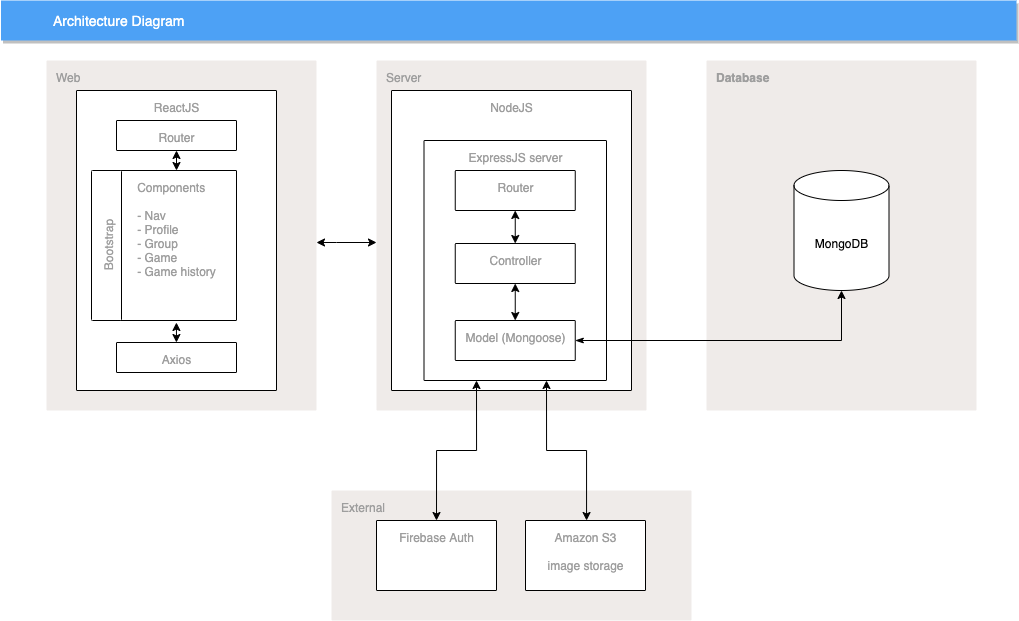 Architecture Diagram
Web
ReactJS
Router
Bootstrap
Components
- Nav
- Profile
- Group
- Game
- Game history
Axios
Server
NodeJS
ExpressJS server
Router
Controller
Model (Mongoose)
Database
MongoDB
External
Firebase Auth
Amazon S3
image storage